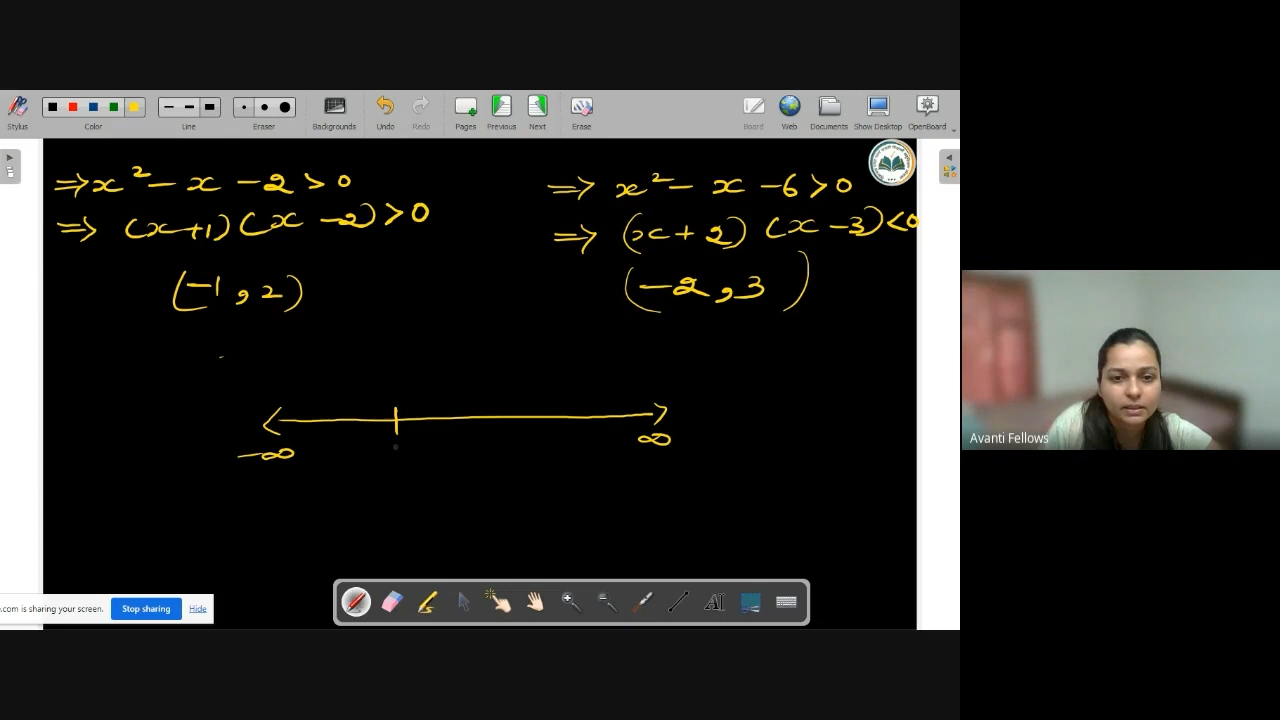 Stylus Color Line Eraser Backgrounds Undo Redo Pages Previous Next Erase Board Web Documents Show Desktop OpenBoard
⇒ x² - x - 2 > 0
⇒ (x+1) (x - 2) > 0
(-1, 2)
⇒ x² - x - 6 > 0
⇒ (x + 2) (x - 3) < 0
(-2, 3)
-∞ ∞
Avanti Fellows
.com is sharing your screen. Stop sharing Hide